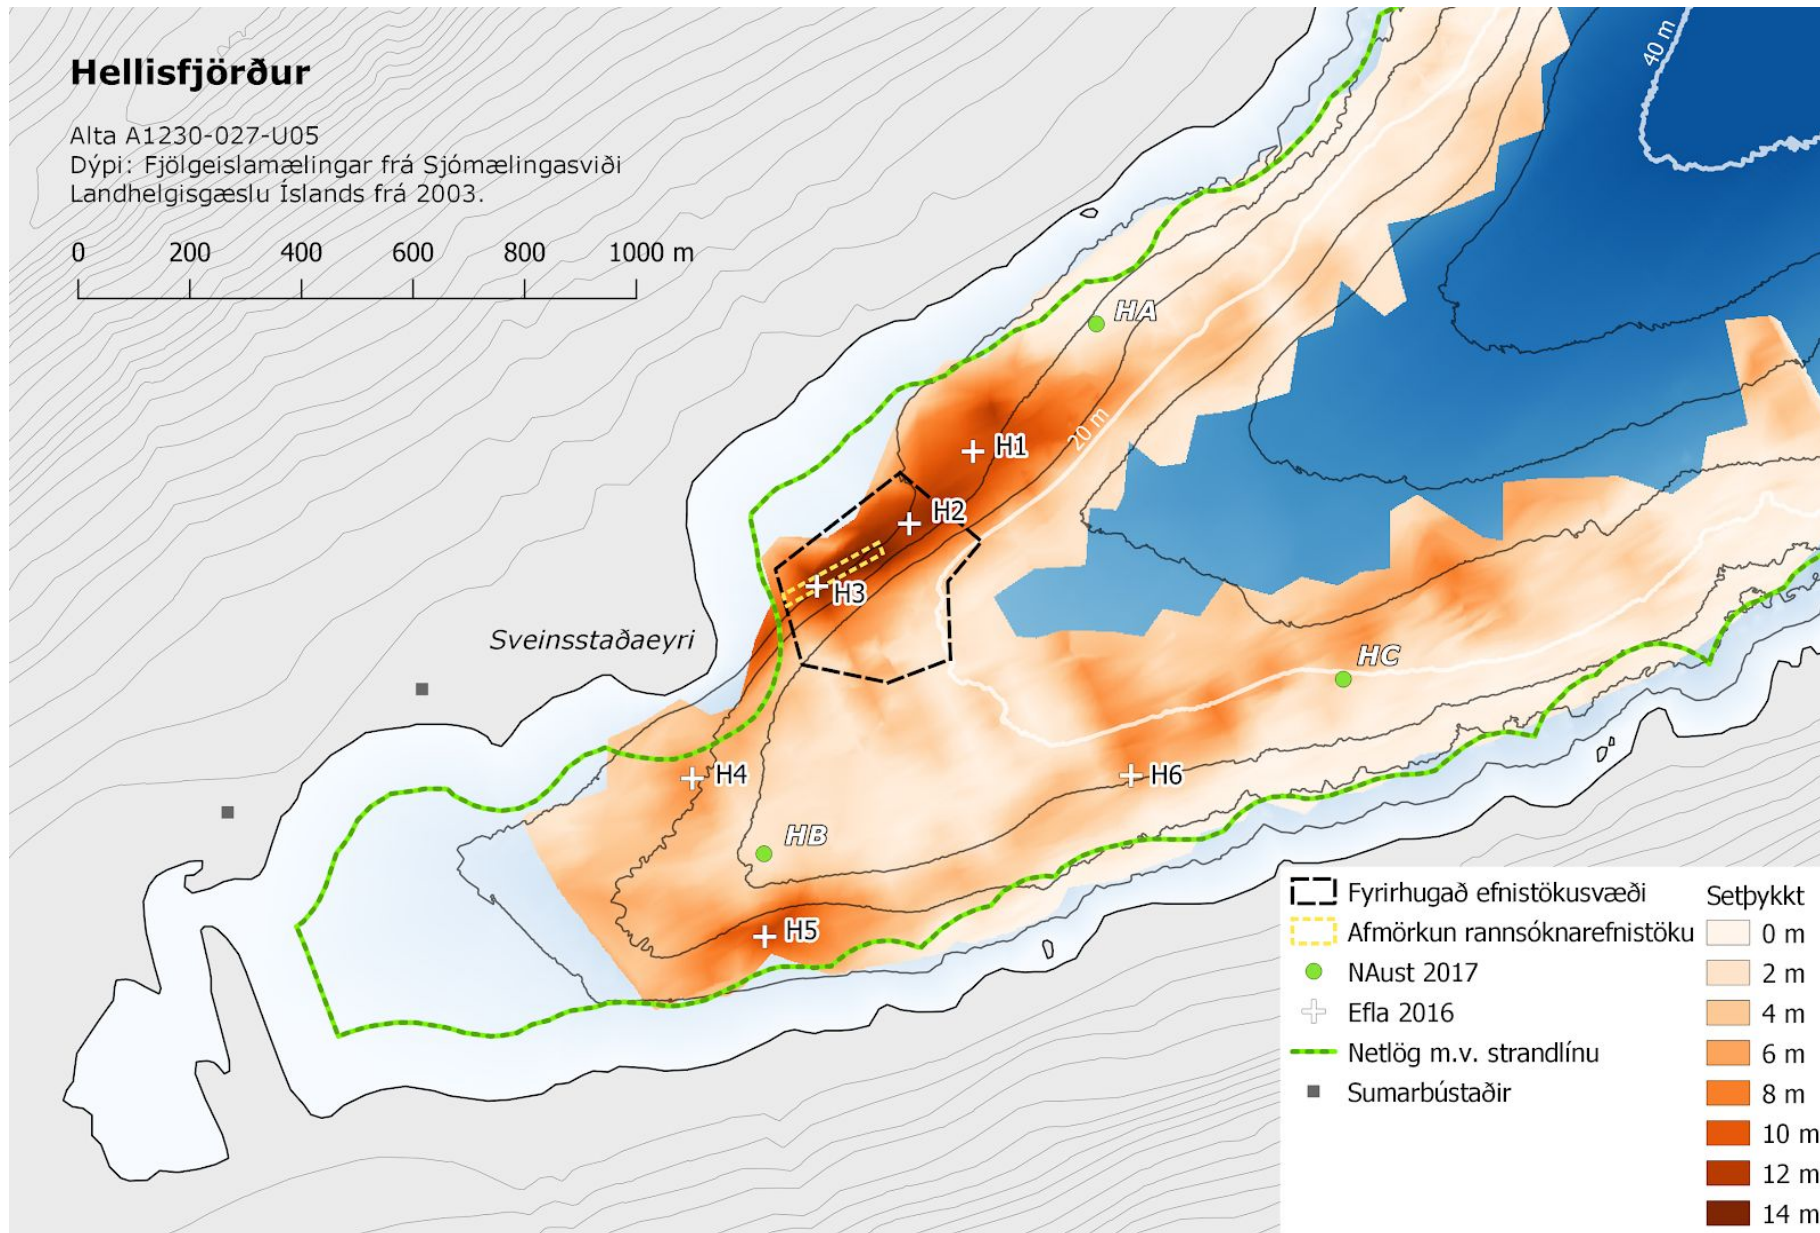 Hellisfjörður
Alta A1230-027-U05
Dýpi: Fjölgeislamælingar frá Sjómælingasviði
Landhelgisgæslu Íslands frá 2003.
0 200 400 600 800 1000 m
40 m
HA
20 m
H1
H2
H3
Sveinsstaðaeyri
HC
H4
H6
HB
H5
Fyrirhugað efnistökusvæði
Afmörkun rannsóknarefnistöku
NAust 2017
Efla 2016
Netlög m.v. strandlínu
Sumarbústaðir
Setþykkt
0 m
2 m
4 m
6 m
8 m
10 m
12 m
14 m